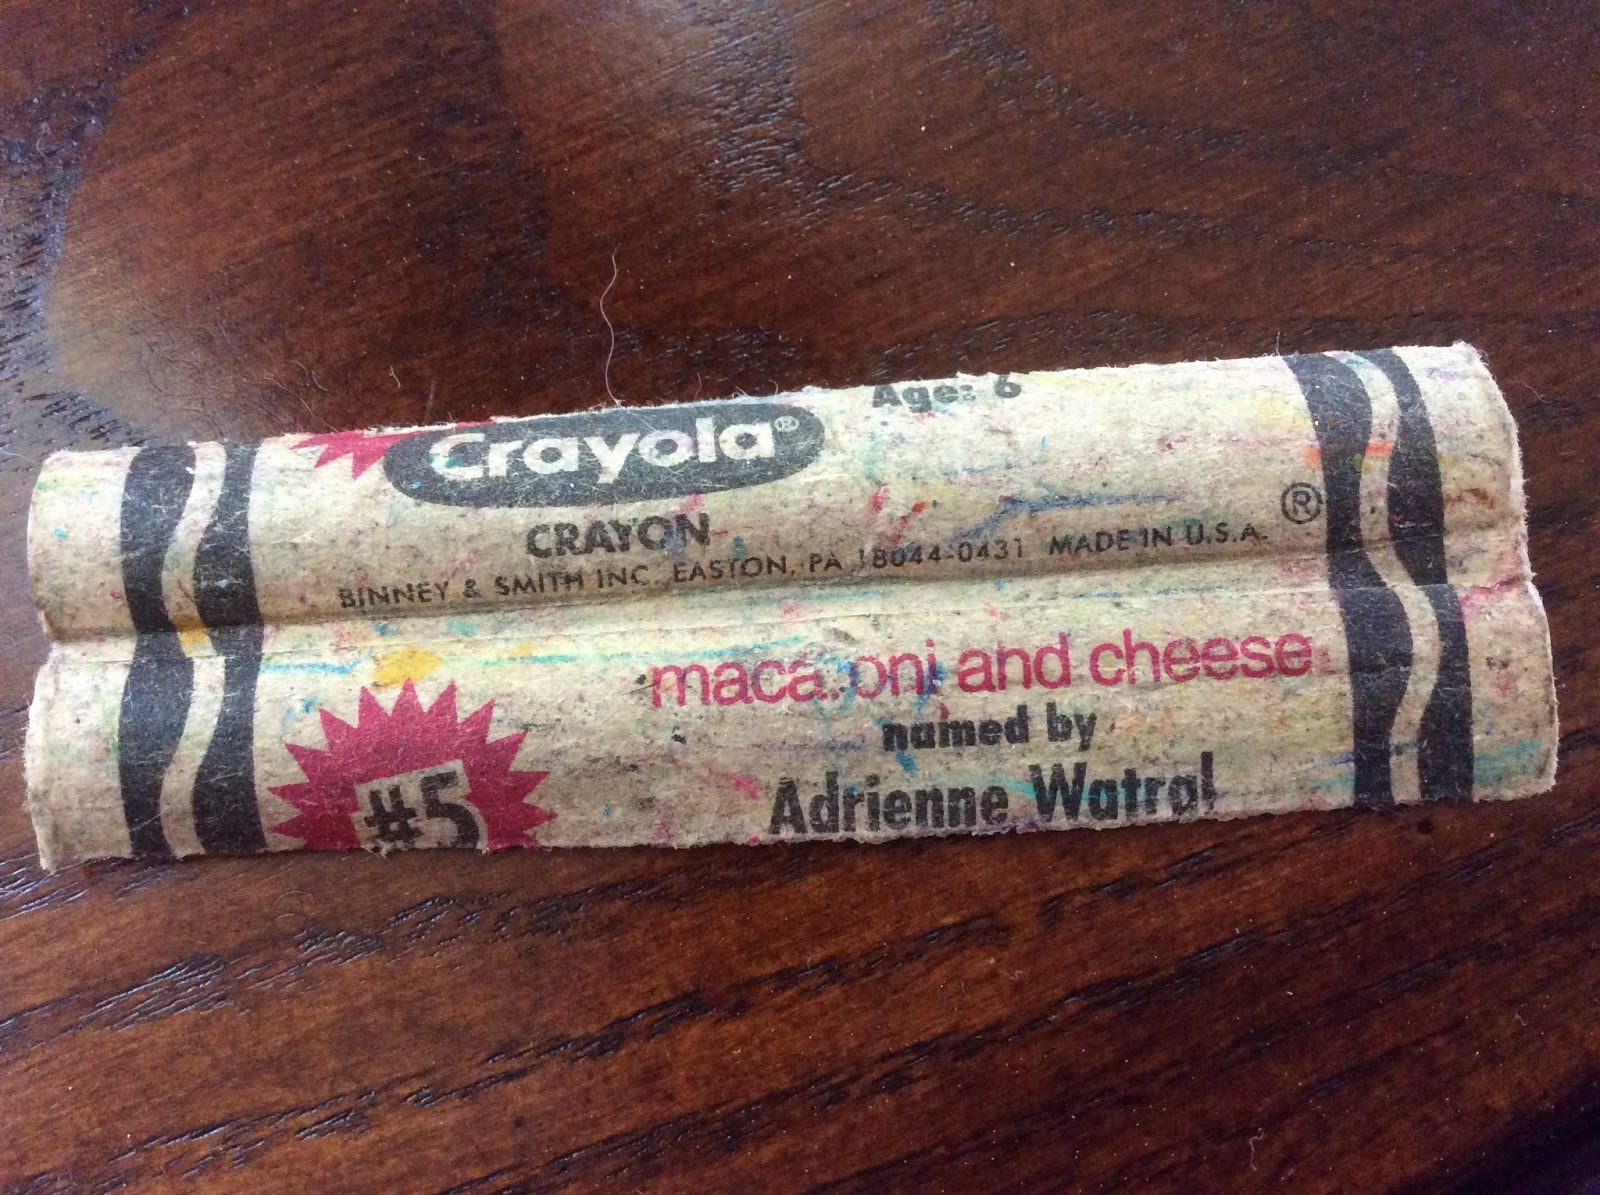 Age: 6
Crayola®
CRAYON
BINNEY & SMITH INC. EASTON, PA 18044-0431 MADE IN U.S.A.
®
macaroni and cheese
named by
Adrienne Watral
#5